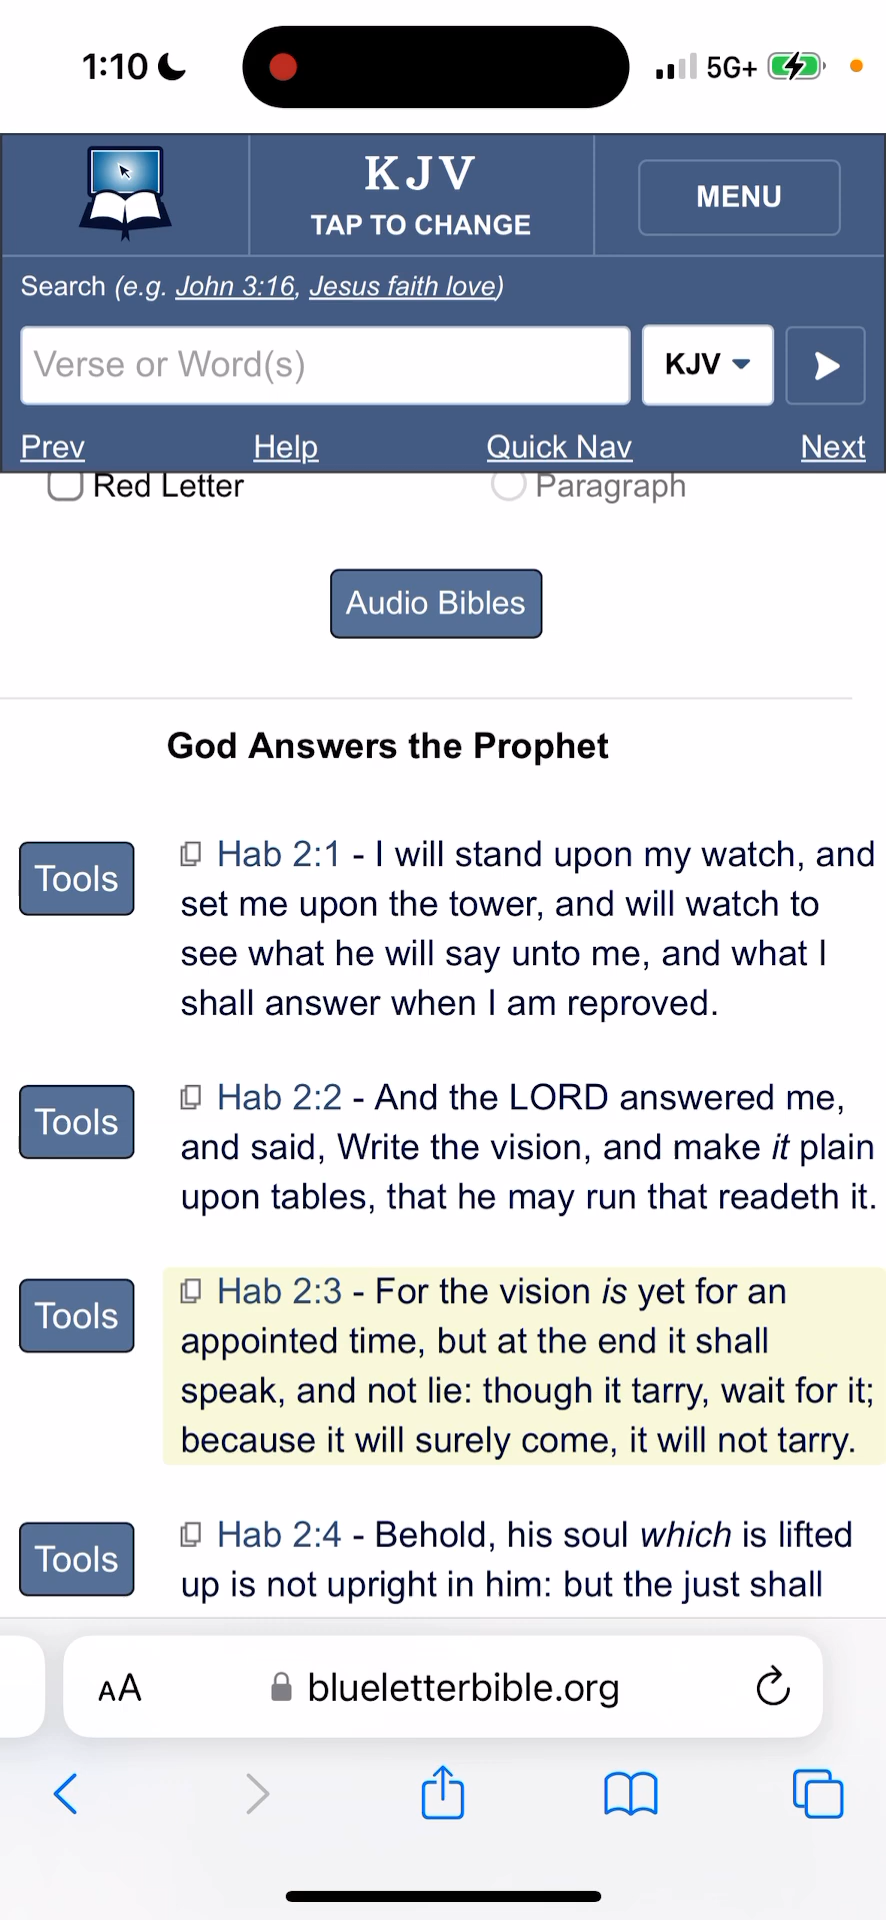 1:10 5G+
KJV
TAP TO CHANGE
MENU
Search (e.g. John 3:16, Jesus faith love)
Verse or Word(s) KJV
Prev Help Quick Nav Next
Red Letter Paragraph
Audio Bibles
God Answers the Prophet
Tools
Hab 2:1 - I will stand upon my watch, and
set me upon the tower, and will watch to
see what he will say unto me, and what I
shall answer when I am reproved.
Tools
Hab 2:2 - And the LORD answered me,
and said, Write the vision, and make it plain
upon tables, that he may run that readeth it.
Tools
Hab 2:3 - For the vision is yet for an
appointed time, but at the end it shall
speak, and not lie: though it tarry, wait for it;
because it will surely come, it will not tarry.
Tools
Hab 2:4 - Behold, his soul which is lifted
up is not upright in him: but the just shall
AA blueletterbible.org